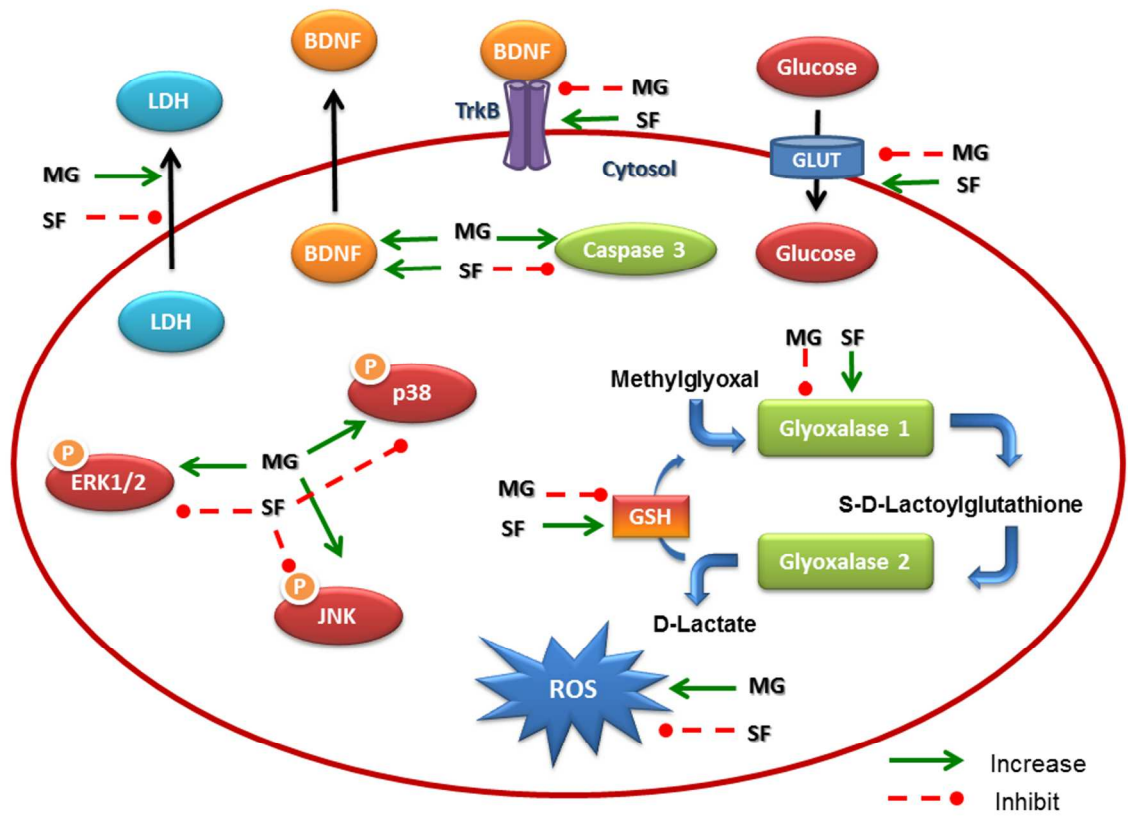 BDNF
BDNF
Glucose
LDH
MG
TrkB
SF
MG
GLUT
MG
Cytosol
SF
SF
BDNF
MG
Caspase 3
Glucose
SF
LDH
MG SF
P
p38
Methylglyoxal
Glyoxalase 1
P
MG
ERK1/2
MG
SF
GSH
S-D-Lactoylglutathione
SF
Glyoxalase 2
P
JNK
D-Lactate
ROS
MG
SF
Increase
Inhibit